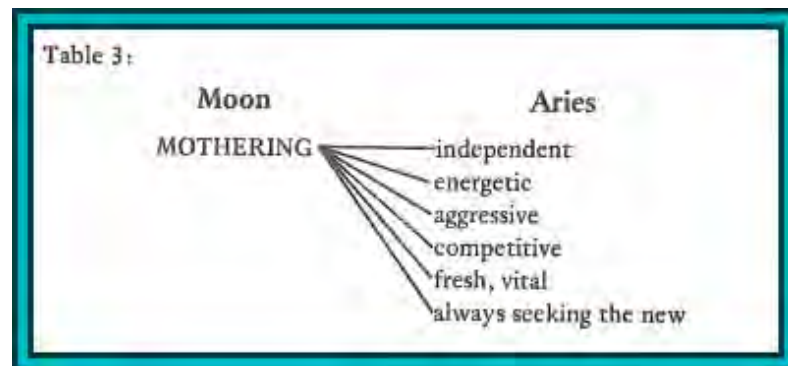 Table 3:
Moon Aries
MOTHERING independent
energetic
aggressive
competitive
fresh, vital
always seeking the new